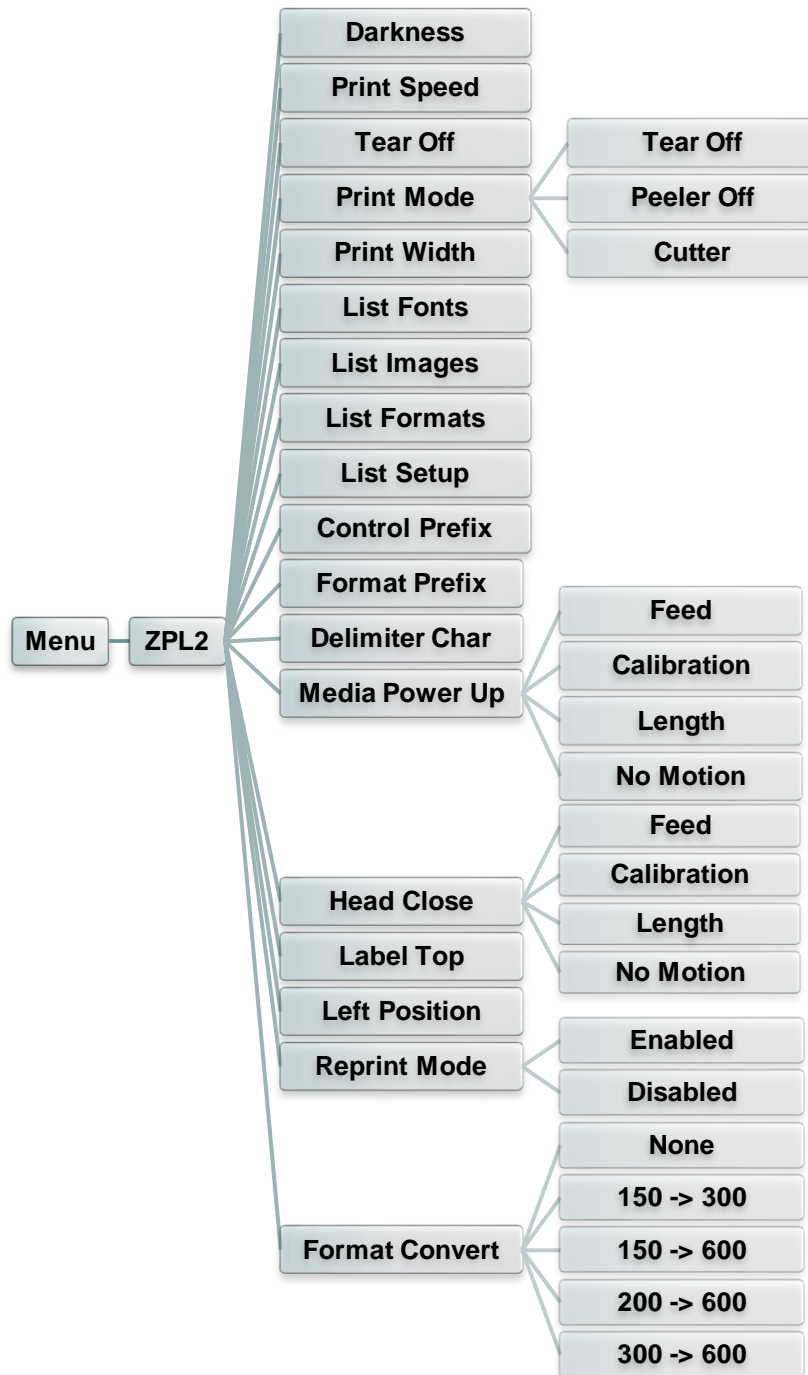 Menu
ZPL2
Darkness
Print Speed
Tear Off
Print Mode
Tear Off
Peeler Off
Cutter
Print Width
List Fonts
List Images
List Formats
List Setup
Control Prefix
Format Prefix
Delimiter Char
Media Power Up
Feed
Calibration
Length
No Motion
Head Close
Feed
Calibration
Length
No Motion
Label Top
Left Position
Reprint Mode
Enabled
Disabled
Format Convert
None
150 -> 300
150 -> 600
200 -> 600
300 -> 600